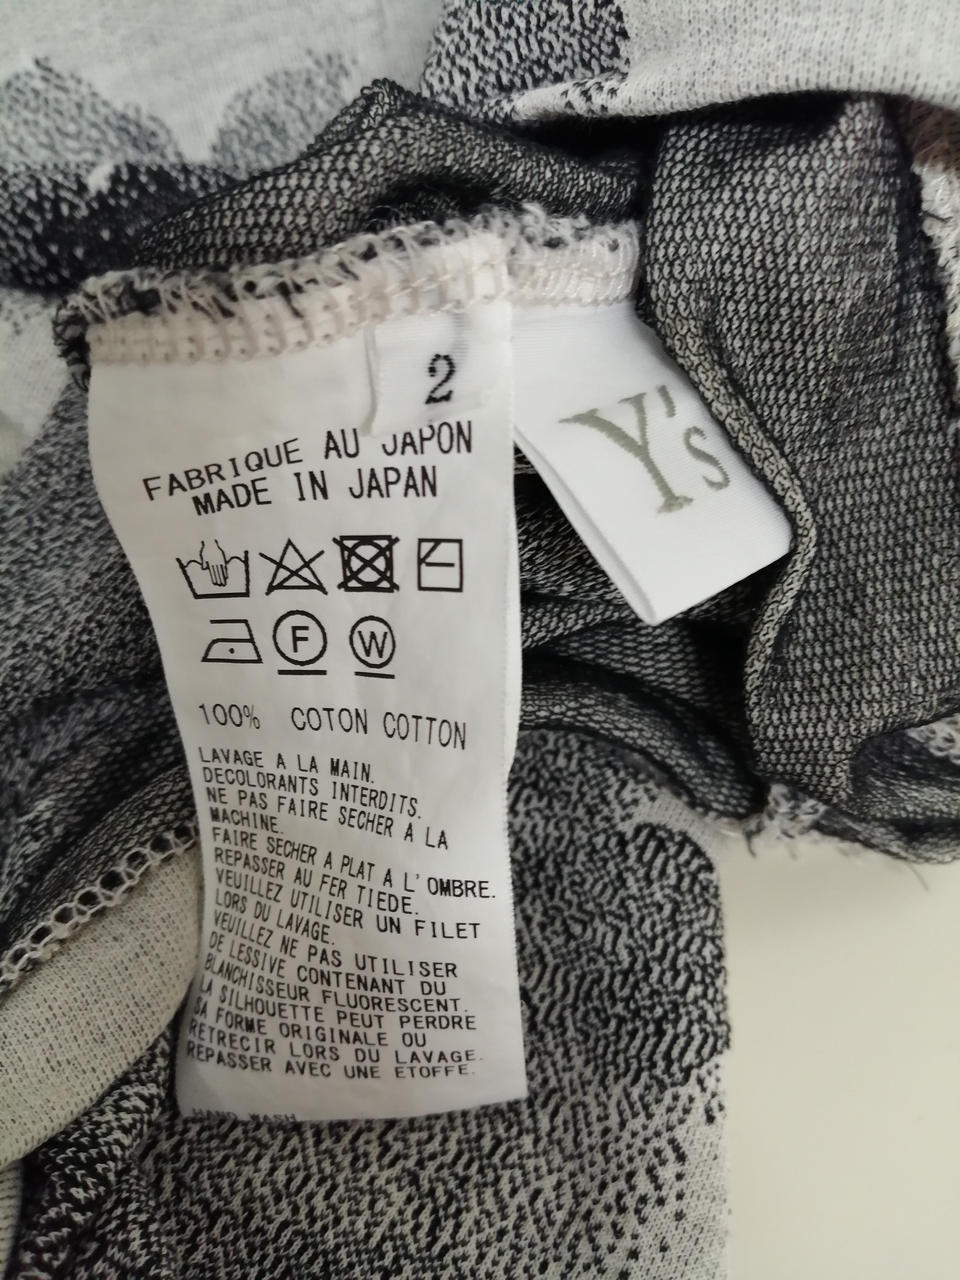 2
Y's
FABRIQUE AU JAPON
MADE IN JAPAN
F
W
100% COTON COTTON
LAVAGE A LA MAIN.
DECOLORANTS INTERDITS.
NE PAS FAIRE SECHER A LA
MACHINE.
FAIRE SECHER A PLAT A L'OMBRE.
REPASSER AU FER TIEDE.
VEUILLEZ UTILISER UN FILET
LORS DU LAVAGE.
VEUILLEZ NE PAS UTILISER
DE LESSIVE CONTENANT DU
BLANCHISSEUR FLUORESCENT.
LA SILHOUETTE PEUT PERDRE
SA FORME ORIGINALE OU
RETRECIR LORS DU LAVAGE.
REPASSER AVEC UNE ETOFFE.
HAND WASH